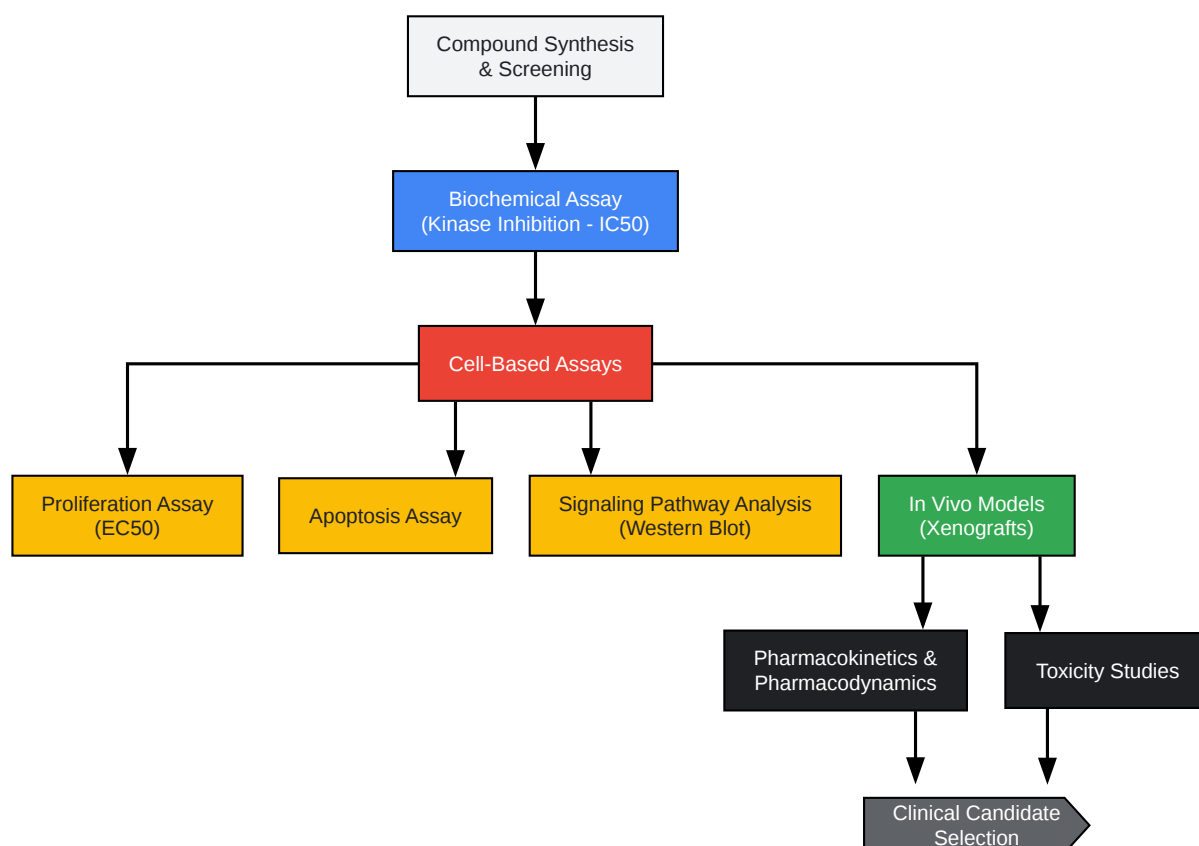 Compound Synthesis
& Screening
Biochemical Assay
(Kinase Inhibition - IC50)
Cell-Based Assays
Proliferation Assay
(EC50)
Apoptosis Assay
Signaling Pathway Analysis
(Western Blot)
In Vivo Models
(Xenografts)
Pharmacokinetics &
Pharmacodynamics
Toxicity Studies
Clinical Candidate
Selection